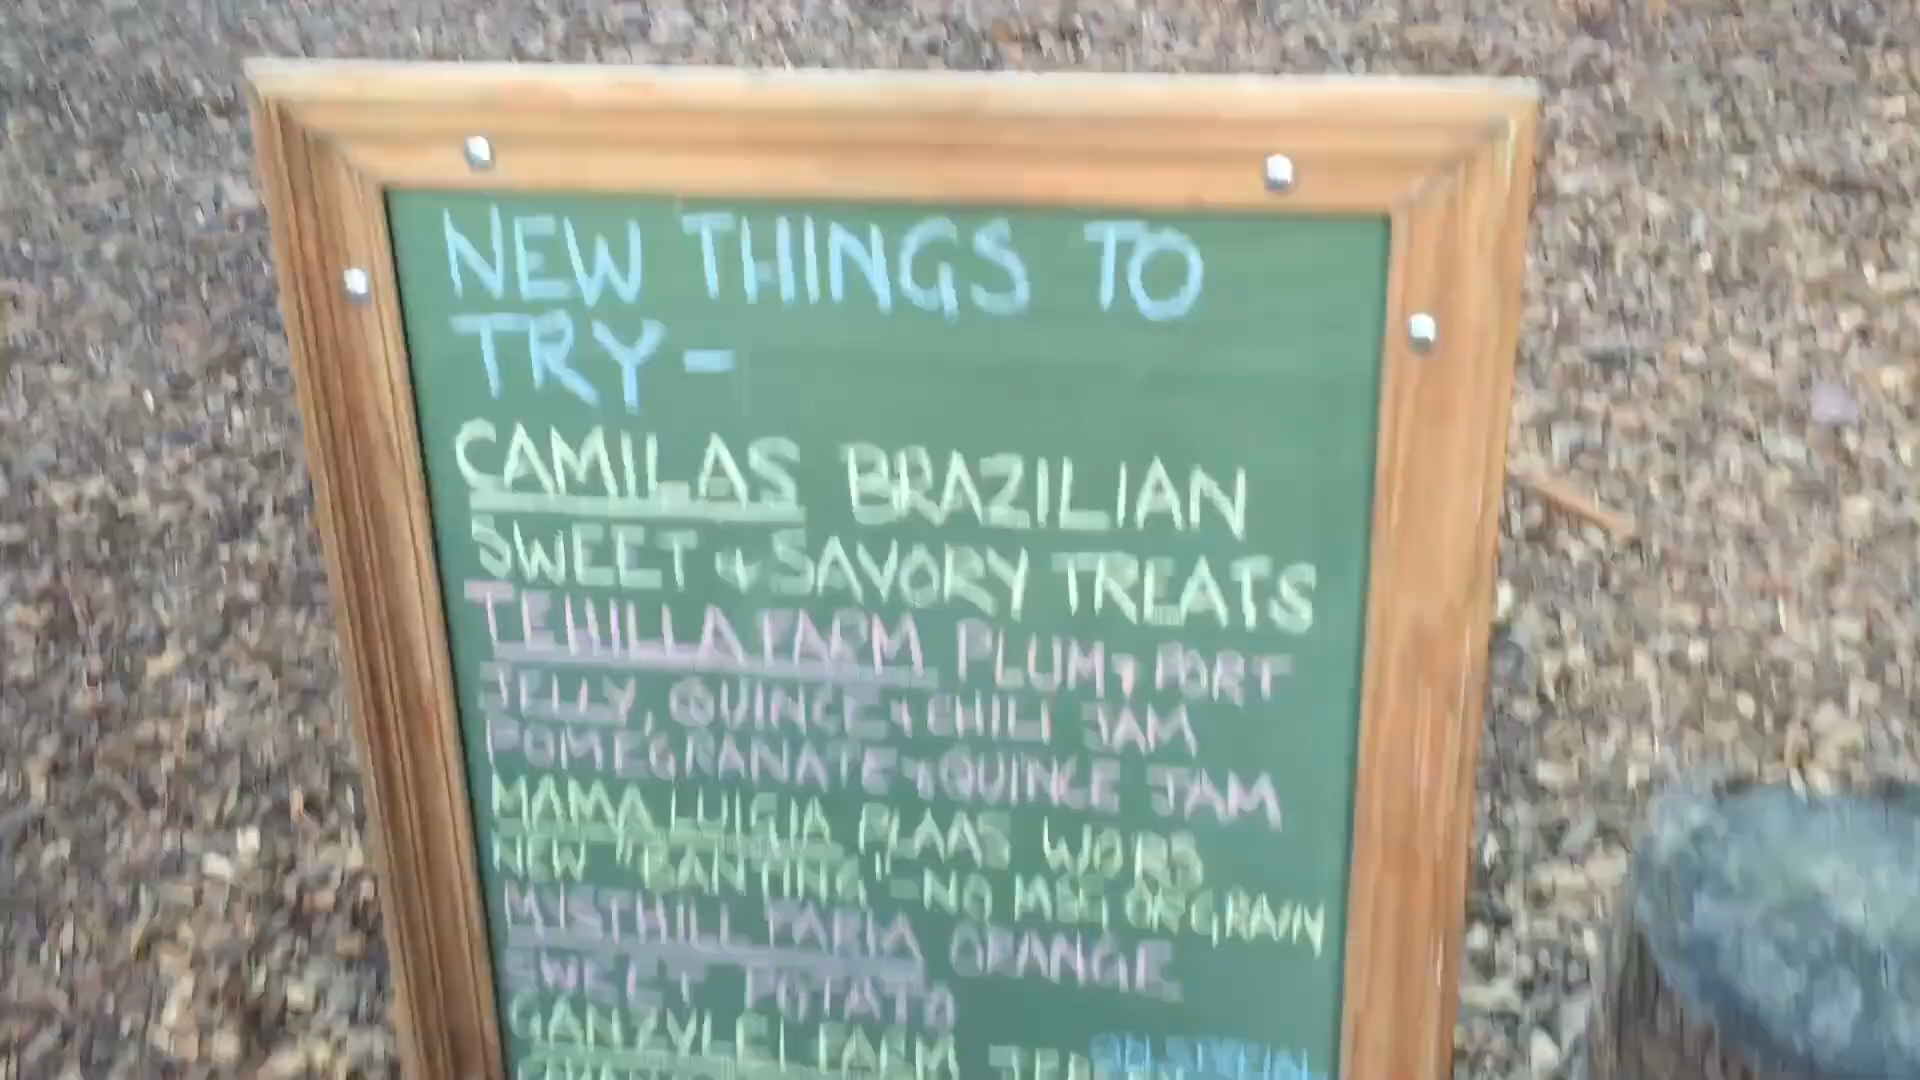 NEW THINGS TO
TRY -
CAMILAS BRAZILIAN
SWEET & SAVORY TREATS
TEHILLA FARM PLUM & PORT
JELLY, QUINCE & CHILI JAM
POMEGRANATE & QUINCE JAM
MAMA LUIGIA PLAAS WORS
NEW "BANTING" - NO MSG OR GRAIN
MISTHILL ORANGE
SWEET POTATO
FARM